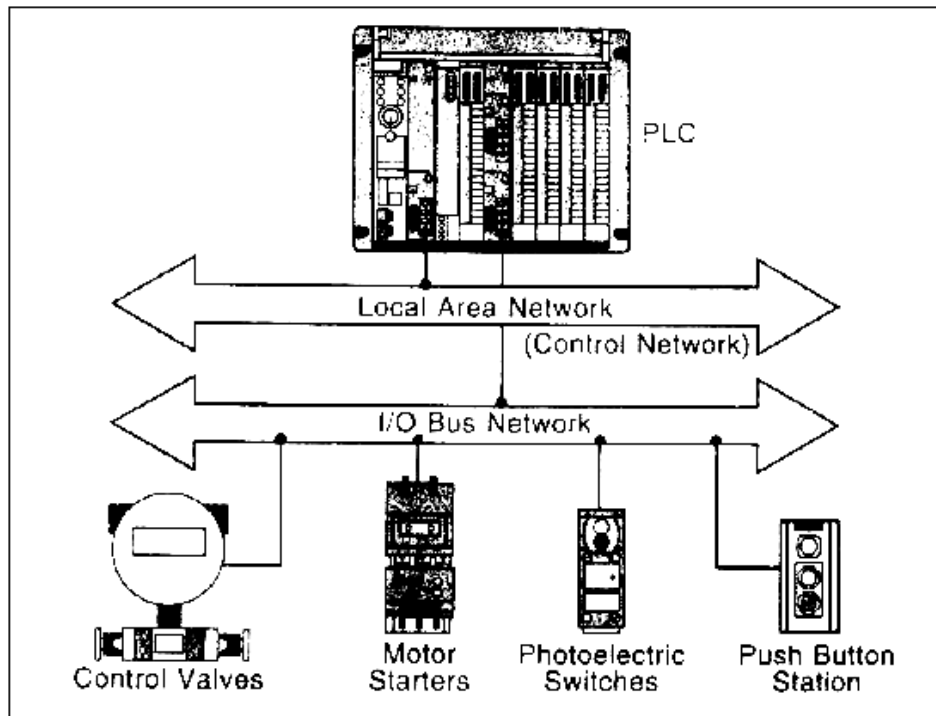 PLC
Local Area Network
(Control Network)
I/O Bus Network
Control Valves
Motor
Starters
Photoelectric
Switches
Push Button
Station